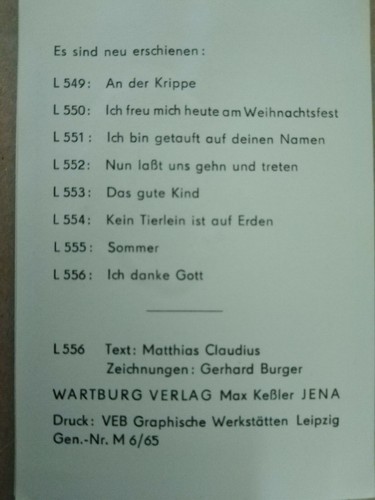 Es sind neu erschienen:
L 549: An der Krippe
L 550: Ich freu mich heute am Weihnachtsfest
L 551: Ich bin getauft auf deinen Namen
L 552: Nun laßt uns gehn und treten
L 553: Das gute Kind
L 554: Kein Tierlein ist auf Erden
L 555: Sommer
L 556: Ich danke Gott
L 556 Text: Matthias Claudius
Zeichnungen: Gerhard Burger
WARTBURG VERLAG Max Keßler JENA
Druck: VEB Graphische Werkstätten Leipzig
Gen.-Nr. M 6/65